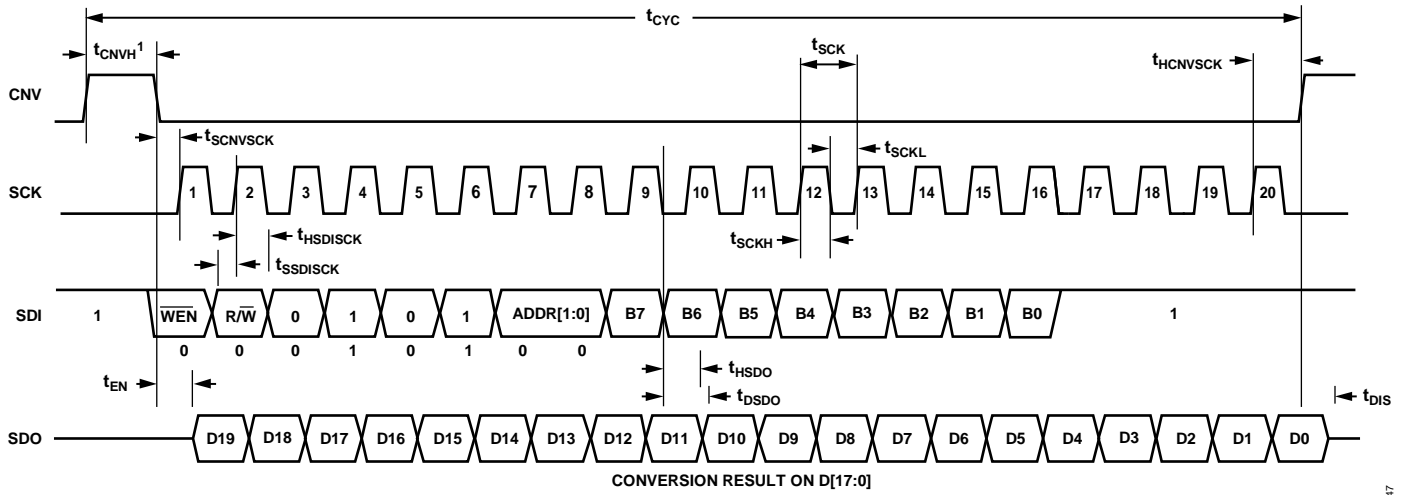 tCYC
tCNVH1
tSCK
tHCNVSCK
CNV
tSCNVSCK
tSCKL
SCK 1 2 3 4 5 6 7 8 9 10 11 12 13 14 15 16 17 18 19 20
tHSDISCK
tSCKH
tSSDISCK
SDI 1 WEN R/W 0 1 0 1 ADDR[1:0] B7 B6 B5 B4 B3 B2 B1 B0 1
0 0 0 1 0 1 0 0
tHSDO
tEN
tDSDO
tDIS
SDO D19 D18 D17 D16 D15 D14 D13 D12 D11 D10 D9 D8 D7 D6 D5 D4 D3 D2 D1 D0
CONVERSION RESULT ON D[17:0]
47